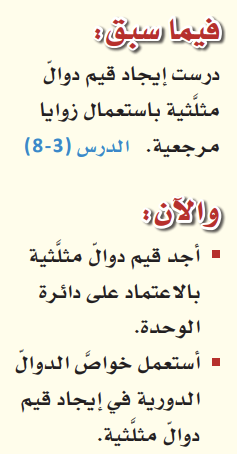 فيما سبق:
درست إيجاد قيم دوالّ
مثلَّثية باستعمال زوايا
مرجعية. الدرس (3-8)
والآن:
■ أجد قيم دوالّ مثلَّثية
بالاعتماد على دائرة
الوحدة.
■ أستعمل خواصَّ الدوالّ
الدورية في إيجاد قيم
دوالّ مثلَّثية.